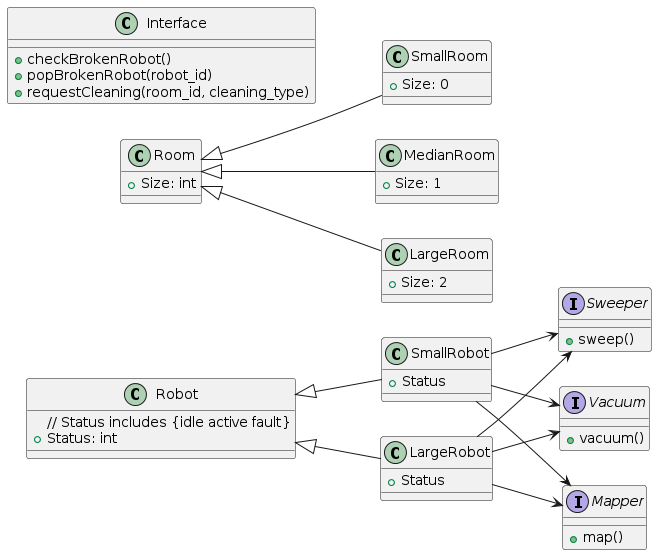 C Interface
checkBrokenRobot()
popBrokenRobot(robot_id)
requestCleaning(room_id, cleaning_type)
C SmallRoom
Size: 0
C Room
Size: int
C MedianRoom
Size: 1
C LargeRoom
Size: 2
C Robot
// Status includes {idle active fault}
Status: int
C SmallRobot
Status
C LargeRobot
Status
I Sweeper
sweep()
I Vacuum
vacuum()
I Mapper
map()